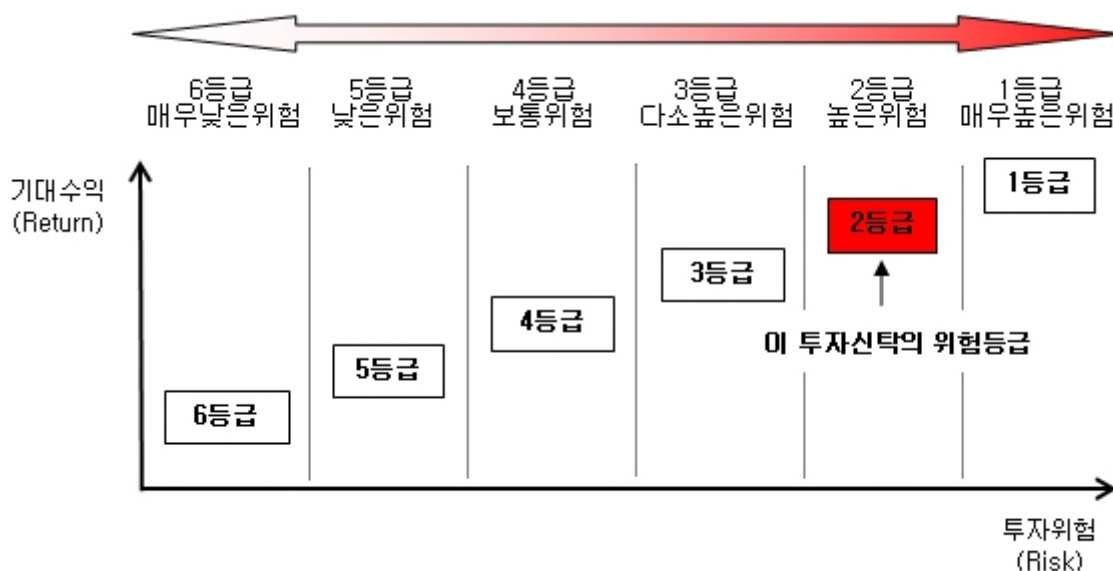 6등급
매우낮은위험
5등급
낮은위험
4등급
보통위험
3등급
다소높은위험
2등급
높은위험
1등급
매우높은위험
기대수익
(Return)
1등급
2등급
3등급
이 투자신탁의 위험등급
4등급
5등급
6등급
투자위험
(Risk)